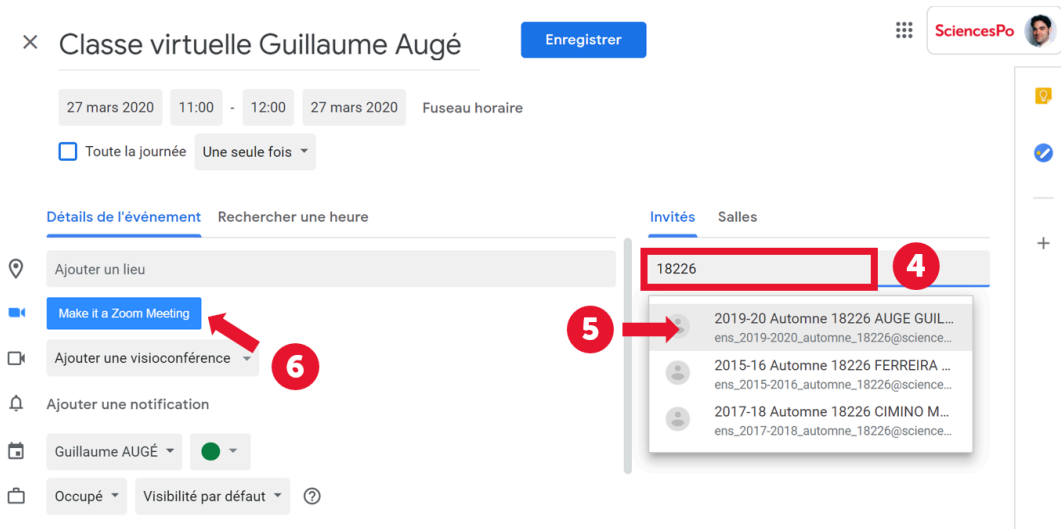 Classe virtuelle Guillaume Augé
Enregistrer
SciencesPo
27 mars 2020 11:00 - 12:00 27 mars 2020 Fuseau horaire
Toute la journée Une seule fois
Détails de l'événement Rechercher une heure
Invités Salles
Ajouter un lieu
18226
4
Make it a Zoom Meeting
5
2019-20 Automne 18226 AUGE GUIL...
ens_2019-2020_automne_18226@science...
Ajouter une visioconférence
6
2015-16 Automne 18226 FERREIRA ...
ens_2015-2016_automne_18226@science...
Ajouter une notification
2017-18 Automne 18226 CIMINO M...
ens_2017-2018_automne_18226@science...
Guillaume AUGÉ
Occupé Visibilité par défaut ?